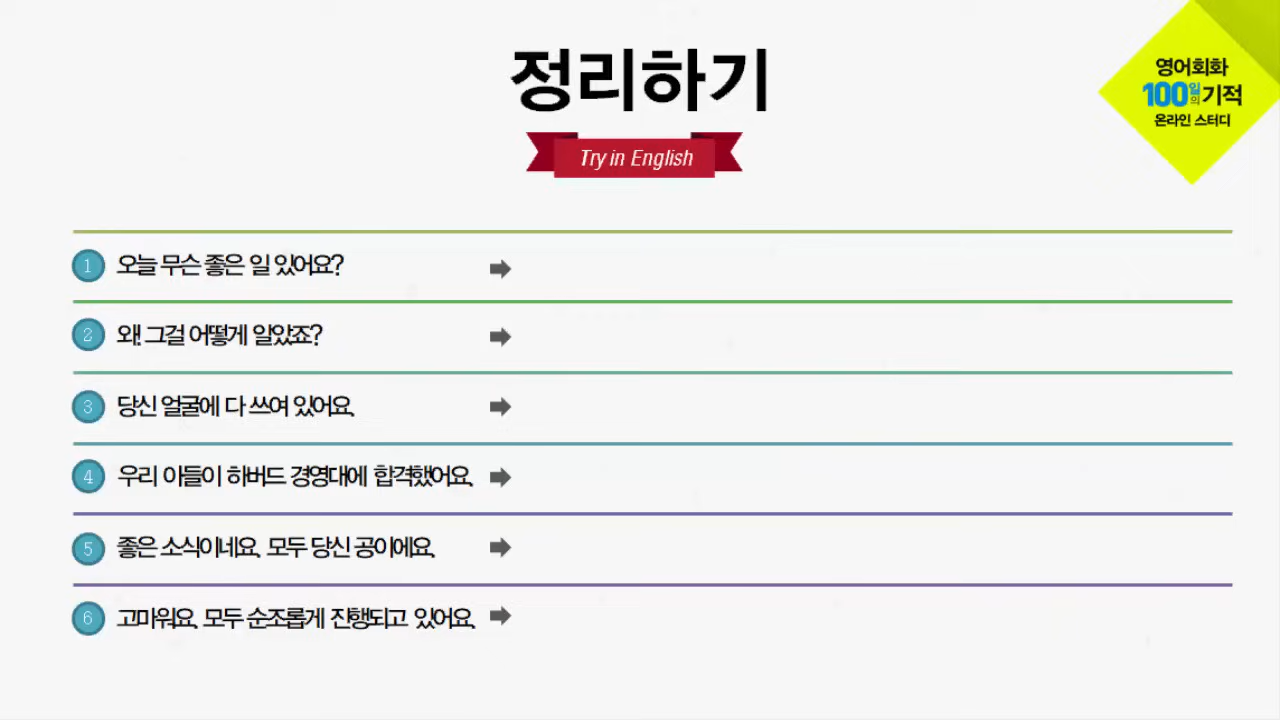 정리하기
영어회화
100일의 기적
온라인 스터디
Try in English
1 오늘 무슨 좋은 일 있어요?
2 와! 그걸 어떻게 알았죠?
3 당신 얼굴에 다 쓰여 있어요.
4 우리 아들이 하버드 경영대에 합격했어요.
5 좋은 소식이네요. 모두 당신 공이에요.
6 고마워요. 모두 순조롭게 진행되고 있어요.